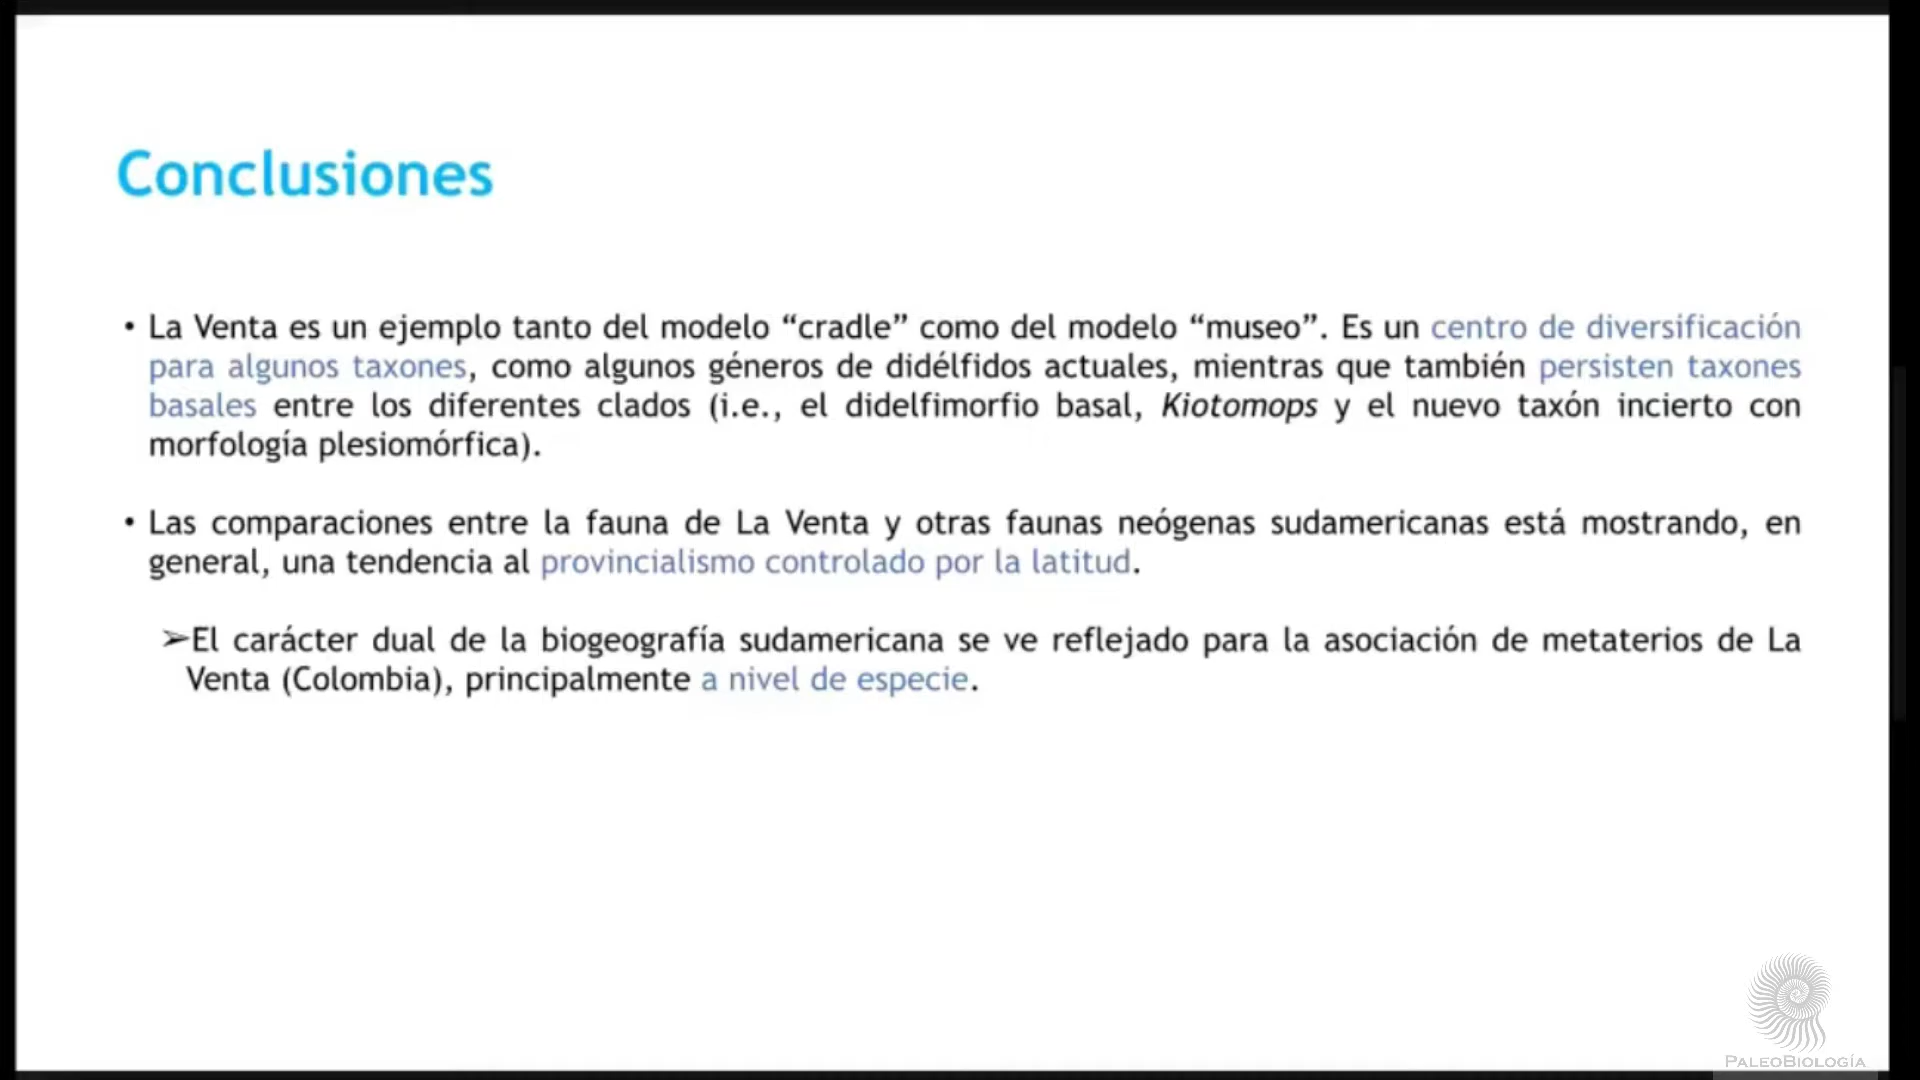 Conclusiones
• La Venta es un ejemplo tanto del modelo “cradle” como del modelo “museo”. Es un centro de diversificación
para algunos taxones, como algunos géneros de didélfidos actuales, mientras que también persisten taxones
basales entre los diferentes clados (i.e., el didelfimorfio basal, Kiotomops y el nuevo taxón incierto con
morfología plesiomórfica).
• Las comparaciones entre la fauna de La Venta y otras faunas neógenas sudamericanas está mostrando, en
general, una tendencia al provincialismo controlado por la latitud.
➢El carácter dual de la biogeografía sudamericana se ve reflejado para la asociación de metaterios de La
Venta (Colombia), principalmente a nivel de especie.
PALEOBIOLOGÍA